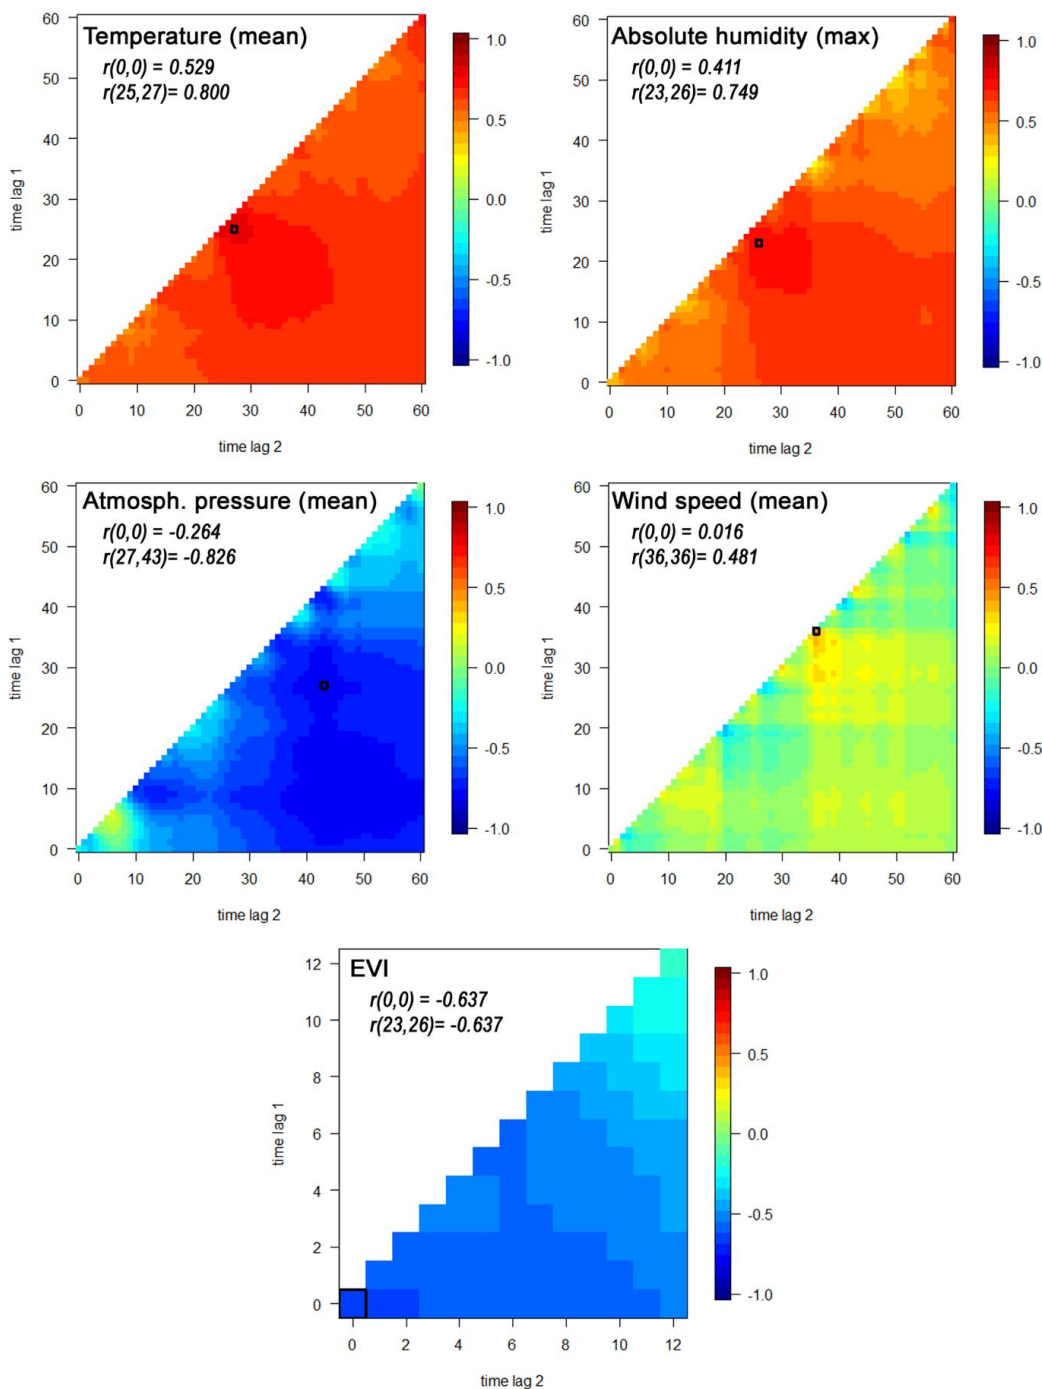 Temperature (mean)
r(0,0) = 0.529
r(25,27)= 0.800
60
50
40
30
20
10
0
time lag 1
0 10 20 30 40 50 60
time lag 2
1.0
0.5
0.0
-0.5
-1.0
Absolute humidity (max)
r(0,0) = 0.411
r(23,26)= 0.749
60
50
40
30
20
10
0
time lag 1
0 10 20 30 40 50 60
time lag 2
1.0
0.5
0.0
-0.5
-1.0
Atmosph. pressure (mean)
r(0,0) = -0.264
r(27,43)= -0.826
60
50
40
30
20
10
0
time lag 1
0 10 20 30 40 50 60
time lag 2
1.0
0.5
0.0
-0.5
-1.0
Wind speed (mean)
r(0,0) = 0.016
r(36,36)= 0.481
60
50
40
30
20
10
0
time lag 1
0 10 20 30 40 50 60
time lag 2
1.0
0.5
0.0
-0.5
-1.0
EVI
r(0,0) = -0.637
r(23,26)= -0.637
12
10
8
6
4
2
0
time lag 1
0 2 4 6 8 10 12
time lag 2
1.0
0.5
0.0
-0.5
-1.0